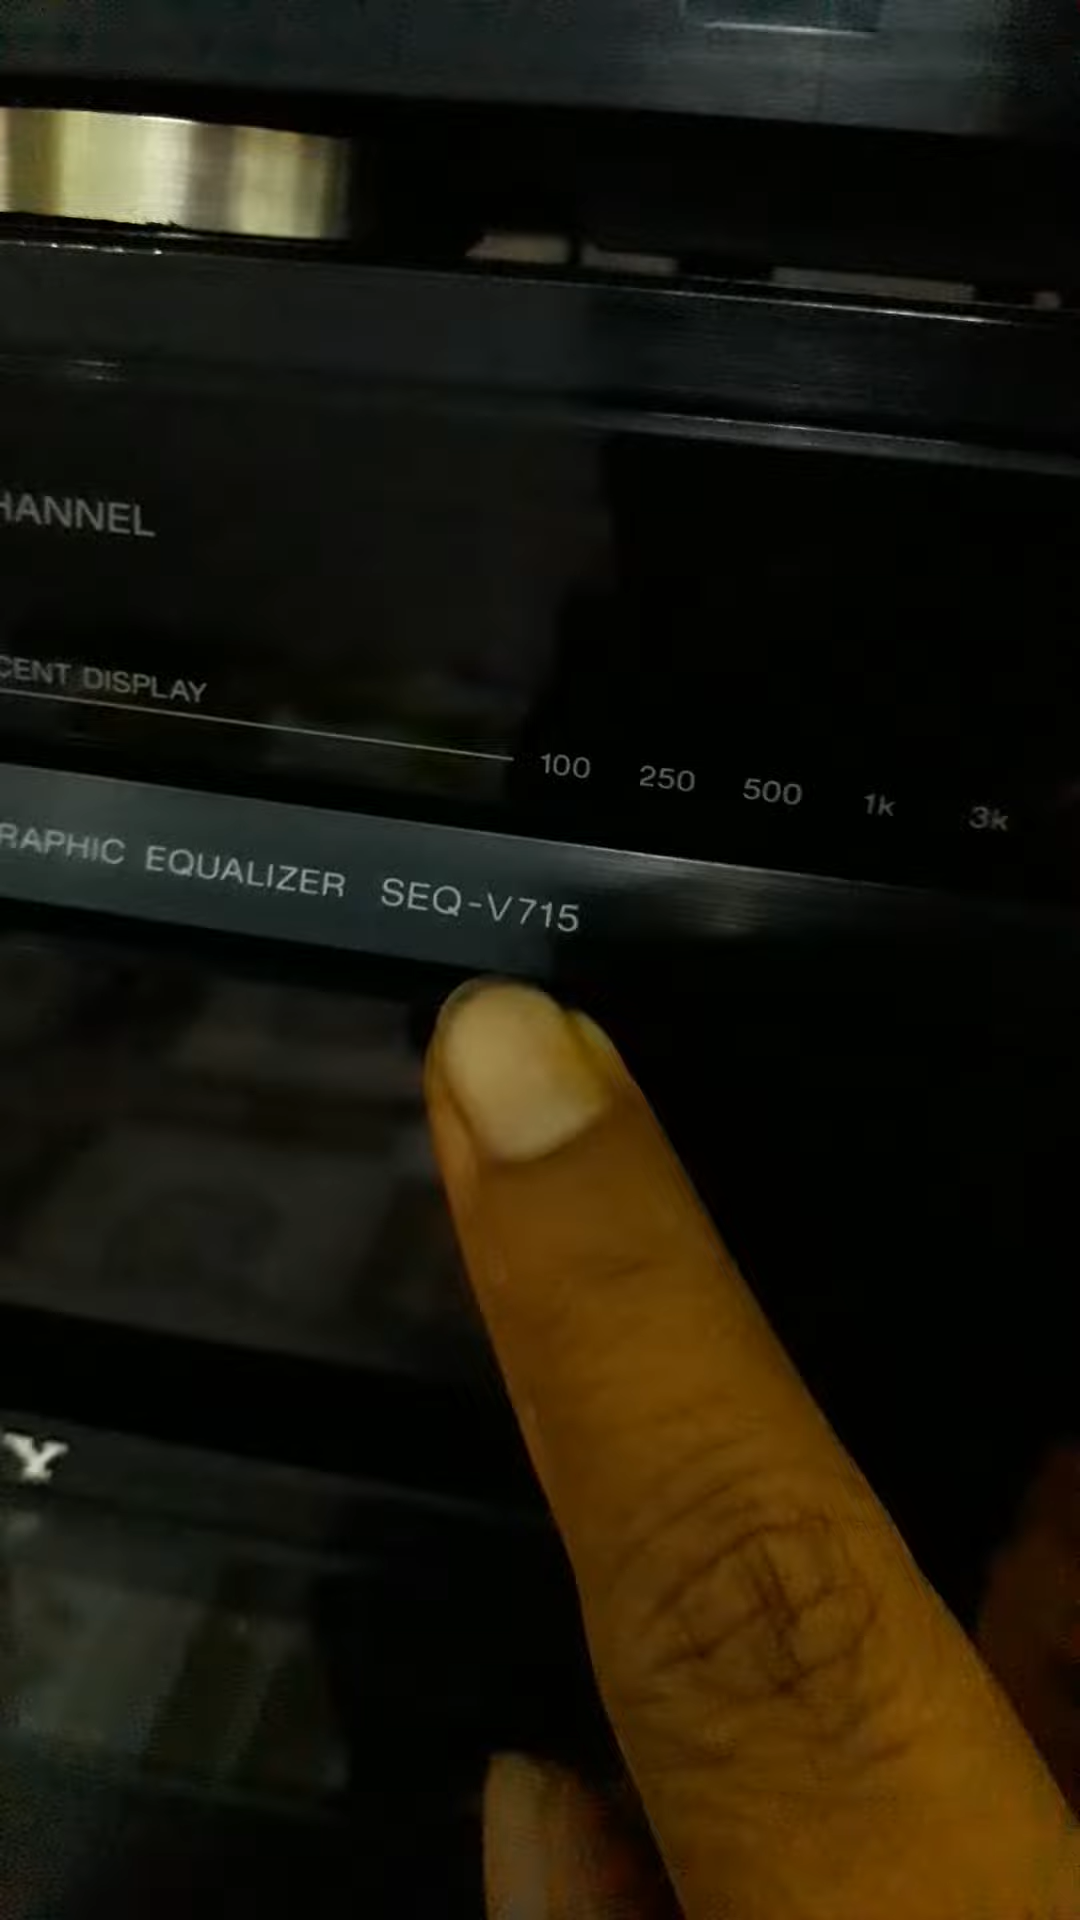 HANNEL
CENT DISPLAY
100 250 500 1k 3k
RAPHIC EQUALIZER SEQ-V715
Y